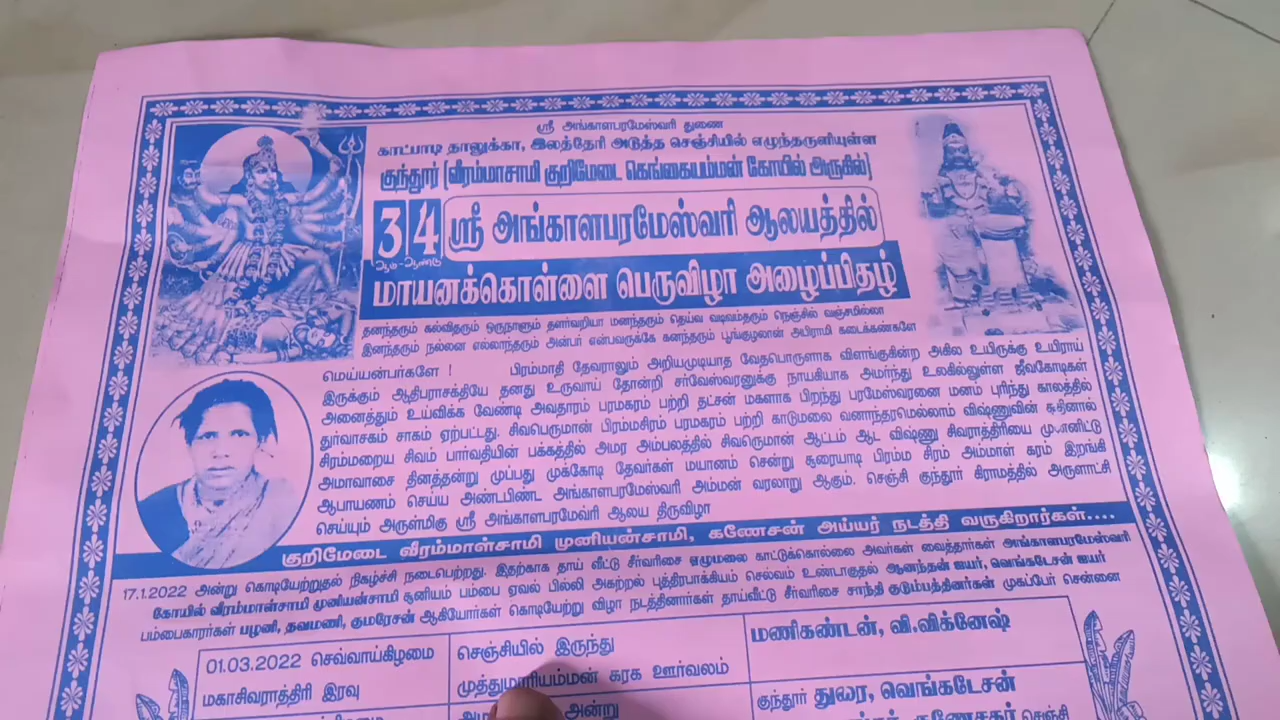 ஸ்ரீ அங்காளபரமேஸ்வரி துணை
காட்பாடி தாலுக்கா, இலத்தேரி அடுத்த செஞ்சியில் எழுந்தருளியுள்ள
குந்தூர் (வீரம்மாசாமி குறிமேடை கெங்கையம்மன் கோயில் அருகில்)
34 ஸ்ரீ அங்காளபரமேஸ்வரி ஆலயத்தில்
ஆம்-ஆண்டு
மாயனக்கொள்ளை பெருவிழா அழைப்பிதழ்
தனந்தரும் கல்விதரும் ஒருநாளும் தளர்வறியா மனந்தரும் தெய்வ வடிவம்தரும் நெஞ்சில் வஞ்சமில்லா
இனந்தரும் நல்லன எல்லாந்தரும் அன்பர் என்பவருக்கே கனந்தரும் பூங்குழலான் அபிராமி கடைக்கண்களே
மெய்யன்பர்களே ! பிரம்மாதி தேவராலும் அறியமுடியாத வேதபொருளாக விளங்குகின்ற அகில உயிருக்கு உயிராய்
இருக்கும் ஆதிபராசக்தியே தனது உருவாய் தோன்றி சர்வேஸ்வரனுக்கு நாயகியாக அமர்ந்து உலகில்லுள்ள ஜீவகோடிகள்
அனைத்தும் உய்விக்க வேண்டி அவதாரம் பரமகரம் பற்றி தட்சன் மகளாக பிறந்து பரமேஸ்வரனை மனம் புரிந்து காலத்தில்
துர்வாசகம் சாகம் ஏற்பட்டது. சிவபெருமான் பிரம்மசிரம் பரமகரம் பற்றி காடுமலை வனாந்தரமெல்லாம் விஷ்ணுவின் சூதினால்
சிரம்மறைய சிவம் பார்வதியின் பக்கத்தில் அமர அம்பலத்தில் ஆட்டம் ஆட விஷ்ணு சிவராத்திரியை
அமாவாசை தினத்தன்று முப்பது முக்கோடி தேவர்கள் மயானம் சென்று சூரையாடி பிரம்ம சிரம் அம்மாள் கரம் இறங்கி
ஆபாயணம் செய்ய அண்டபிண்ட அங்காளபரமேஸ்வரி அம்மன் வரலாறு ஆகும். செஞ்சி குந்தூர் கிராமத்தில் அருளாட்சி
செய்யும் அருள்மிகு ஸ்ரீ அங்காளபரமேவ்ரி ஆலய திருவிழா
குறிமேடை வீரம்மாள்சாமி முனியன்சாமி, கணேசன் அய்யர் நடத்தி வருகிறார்கள்....
17.1.2022 அன்று கொடியேற்றுதல் நிகழ்ச்சி நடைபெற்றது. இதற்காக தாய் வீட்டு சீர்வரிசை ஏழுமலை காட்டுக்கொல்லை அவர்கள் வைத்தார்கள் அங்காளபரமேஸ்வரி
கோயில் வீரம்மான்சாமி முனியன்சாமி சூனியம் பம்பை ஏவல் பில்லி அகற்றல் புத்திரபாக்கியம் செல்வம் உண்டாகுதல் ஆனந்தன் ஐயர், வெங்கடேசன் ஐயர்
பம்பைகாரர்கள் பழனி, தவமணி, குமரேசன் ஆகியோர்கள் கொடியேற்று விழா நடத்தினார்கள் தாய்வீட்டு சீர்வரிசை சாந்தி குடும்பத்தினர்கள் முகப்பேர் சென்னை
01.03.2022 செவ்வாய்கிழமை
மகாசிவராத்திரி இரவு
செஞ்சியில் இருந்து
முத்துமாரியம்மன் கரக ஊர்வலம்
மணிகண்டன், வி.விக்னேஷ்
குந்தூர் துரை, வெங்கடேசன்
அன்று